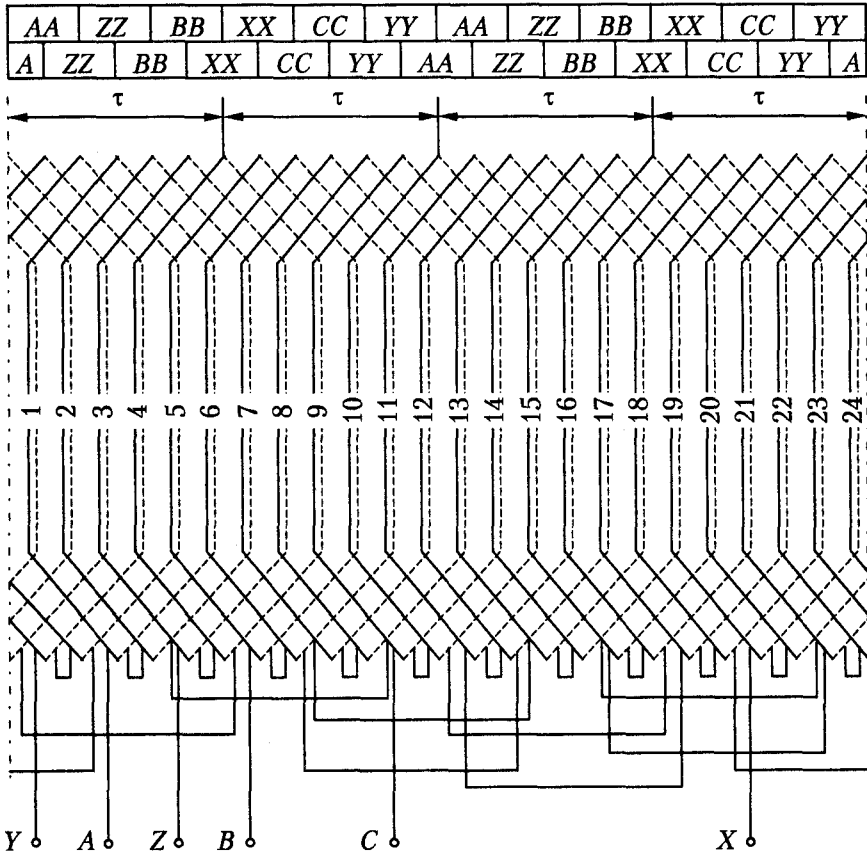 AA ZZ BB XX CC YY AA ZZ BB XX CC YY
A ZZ BB XX CC YY AA ZZ BB XX CC YY A
τ τ τ τ
1 2 3 4 5 6 7 8 9 10 11 12 13 14 15 16 17 18 19 20 21 22 23 24
Y A Z B C X